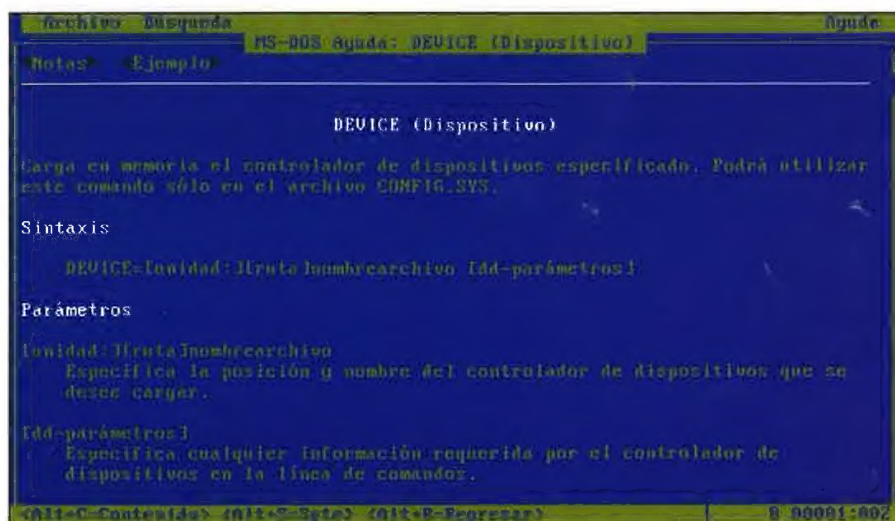 Archivo Búsqueda Ayuda
MS-DOS Ayuda: DEVICE (Dispositivo)
<Notas> <Ejemplo>
DEVICE (Dispositivo)
Carga en memoria el controlador de dispositivos especificado. Podrá utilizar
este comando sólo en el archivo CONFIG.SYS.
Sintaxis
DEVICE=[unidad:][ruta]nombrearchivo [dd-parámetros]
Parámetros
[unidad:][ruta]nombrearchivo
Especifica la posición y nombre del controlador de dispositivos que se
desee cargar.
[dd-parámetros]
Especifica cualquier información requerida por el controlador de
dispositivos en la línea de comandos.
<Alt+C-Contenido> <Alt+S-Sgte> <Alt+R-Regresar> B 00001:002